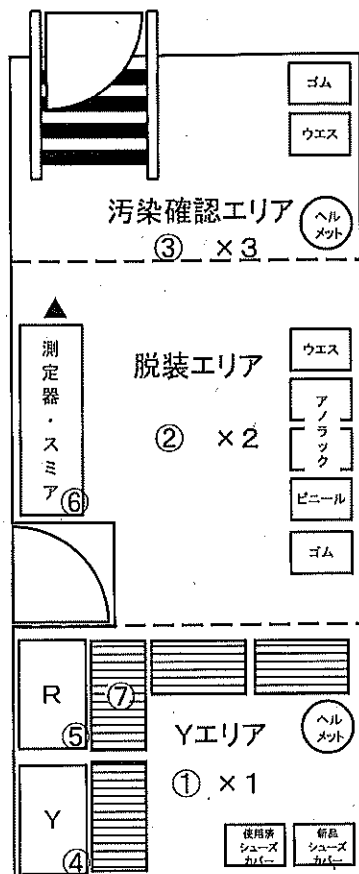 ゴム
ウエス
汚染確認エリア
ヘル
メット
③ ×3
測定器・スミア
⑥
脱装エリア
② ×2
ウエス
アノラック
ビニール
ゴム
R
⑤
⑦
Yエリア
ヘル
メット
① ×1
Y
④
使用済
シューズ
カバー
新品
シューズ
カバー